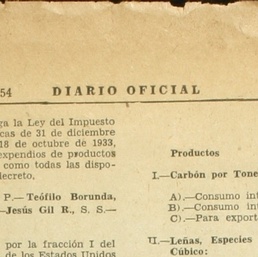 54 DIARIO OFICIAL
ga la Ley del Impuesto
cas de 31 de diciembre
18 de octubre de 1933,
expendios de productos
como todas las dispo-
decreto.
P.—Teófilo Borunda,
—Jesús Gil R., S. S.—
por la fracción I del
de los Estados Unidos
Productos
I.—Carbón por Tone
A).—Consumo int
B).—Consumo int
C).—Para export
II.—Leñas, Especies
Cúbico: